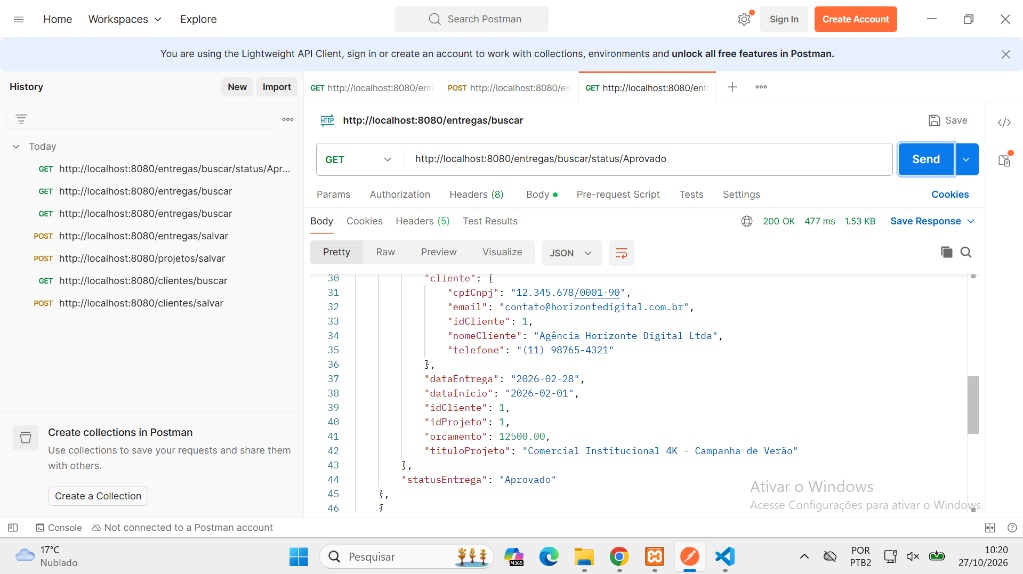 Home
Workspaces
Explore
Search Postman
Sign In
Create Account
You are using the Lightweight API Client, sign in or create an account to work with collections, environments and unlock all free features in Postman.
History
New
Import
GET http://localhost:8080/ent
POST http://localhost:8080/en
GET http://localhost:8080/ent
HTTP
http://localhost:8080/entregas/buscar
Save
Today
GET http://localhost:8080/entregas/buscar/status/Apr...
GET http://localhost:8080/entregas/buscar
GET http://localhost:8080/entregas/buscar
POST http://localhost:8080/entregas/salvar
POST http://localhost:8080/projetos/salvar
GET http://localhost:8080/clientes/buscar
POST http://localhost:8080/clientes/salvar
GET
http://localhost:8080/entregas/buscar/status/Aprovado
Send
Params
Authorization
Headers (8)
Body
Pre-request Script
Tests
Settings
Cookies
Body
Cookies
Headers (5)
Test Results
200 OK
477 ms
1.53 KB
Save Response
Pretty
Raw
Preview
Visualize
JSON
30 "cliente": {
31 "cpfCnpj": "12.345.678/0001-90",
32 "email": "contato@horizontedigital.com.br",
33 "idCliente": 1,
34 "nomeCliente": "Agência Horizonte Digital Ltda",
35 "telefone": "(11) 98765-4321"
36 },
37 "dataEntrega": "2026-02-28",
38 "dataInicio": "2026-02-01",
39 "idCliente": 1,
40 "idProjeto": 1,
41 "orcamento": 12500.00,
42 "tituloProjeto": "Comercial Institucional 4K - Campanha de Verão"
43 },
44 "statusEntrega": "Aprovado"
45 },
46 {
Create collections in Postman
Use collections to save your requests and share them
with others.
Create a Collection
Ativar o Windows
Acesse Configurações para ativar o Windows.
Console
Not connected to a Postman account
17°C
Nublado
Pesquisar
POR
PTB2
10:20
27/10/2026